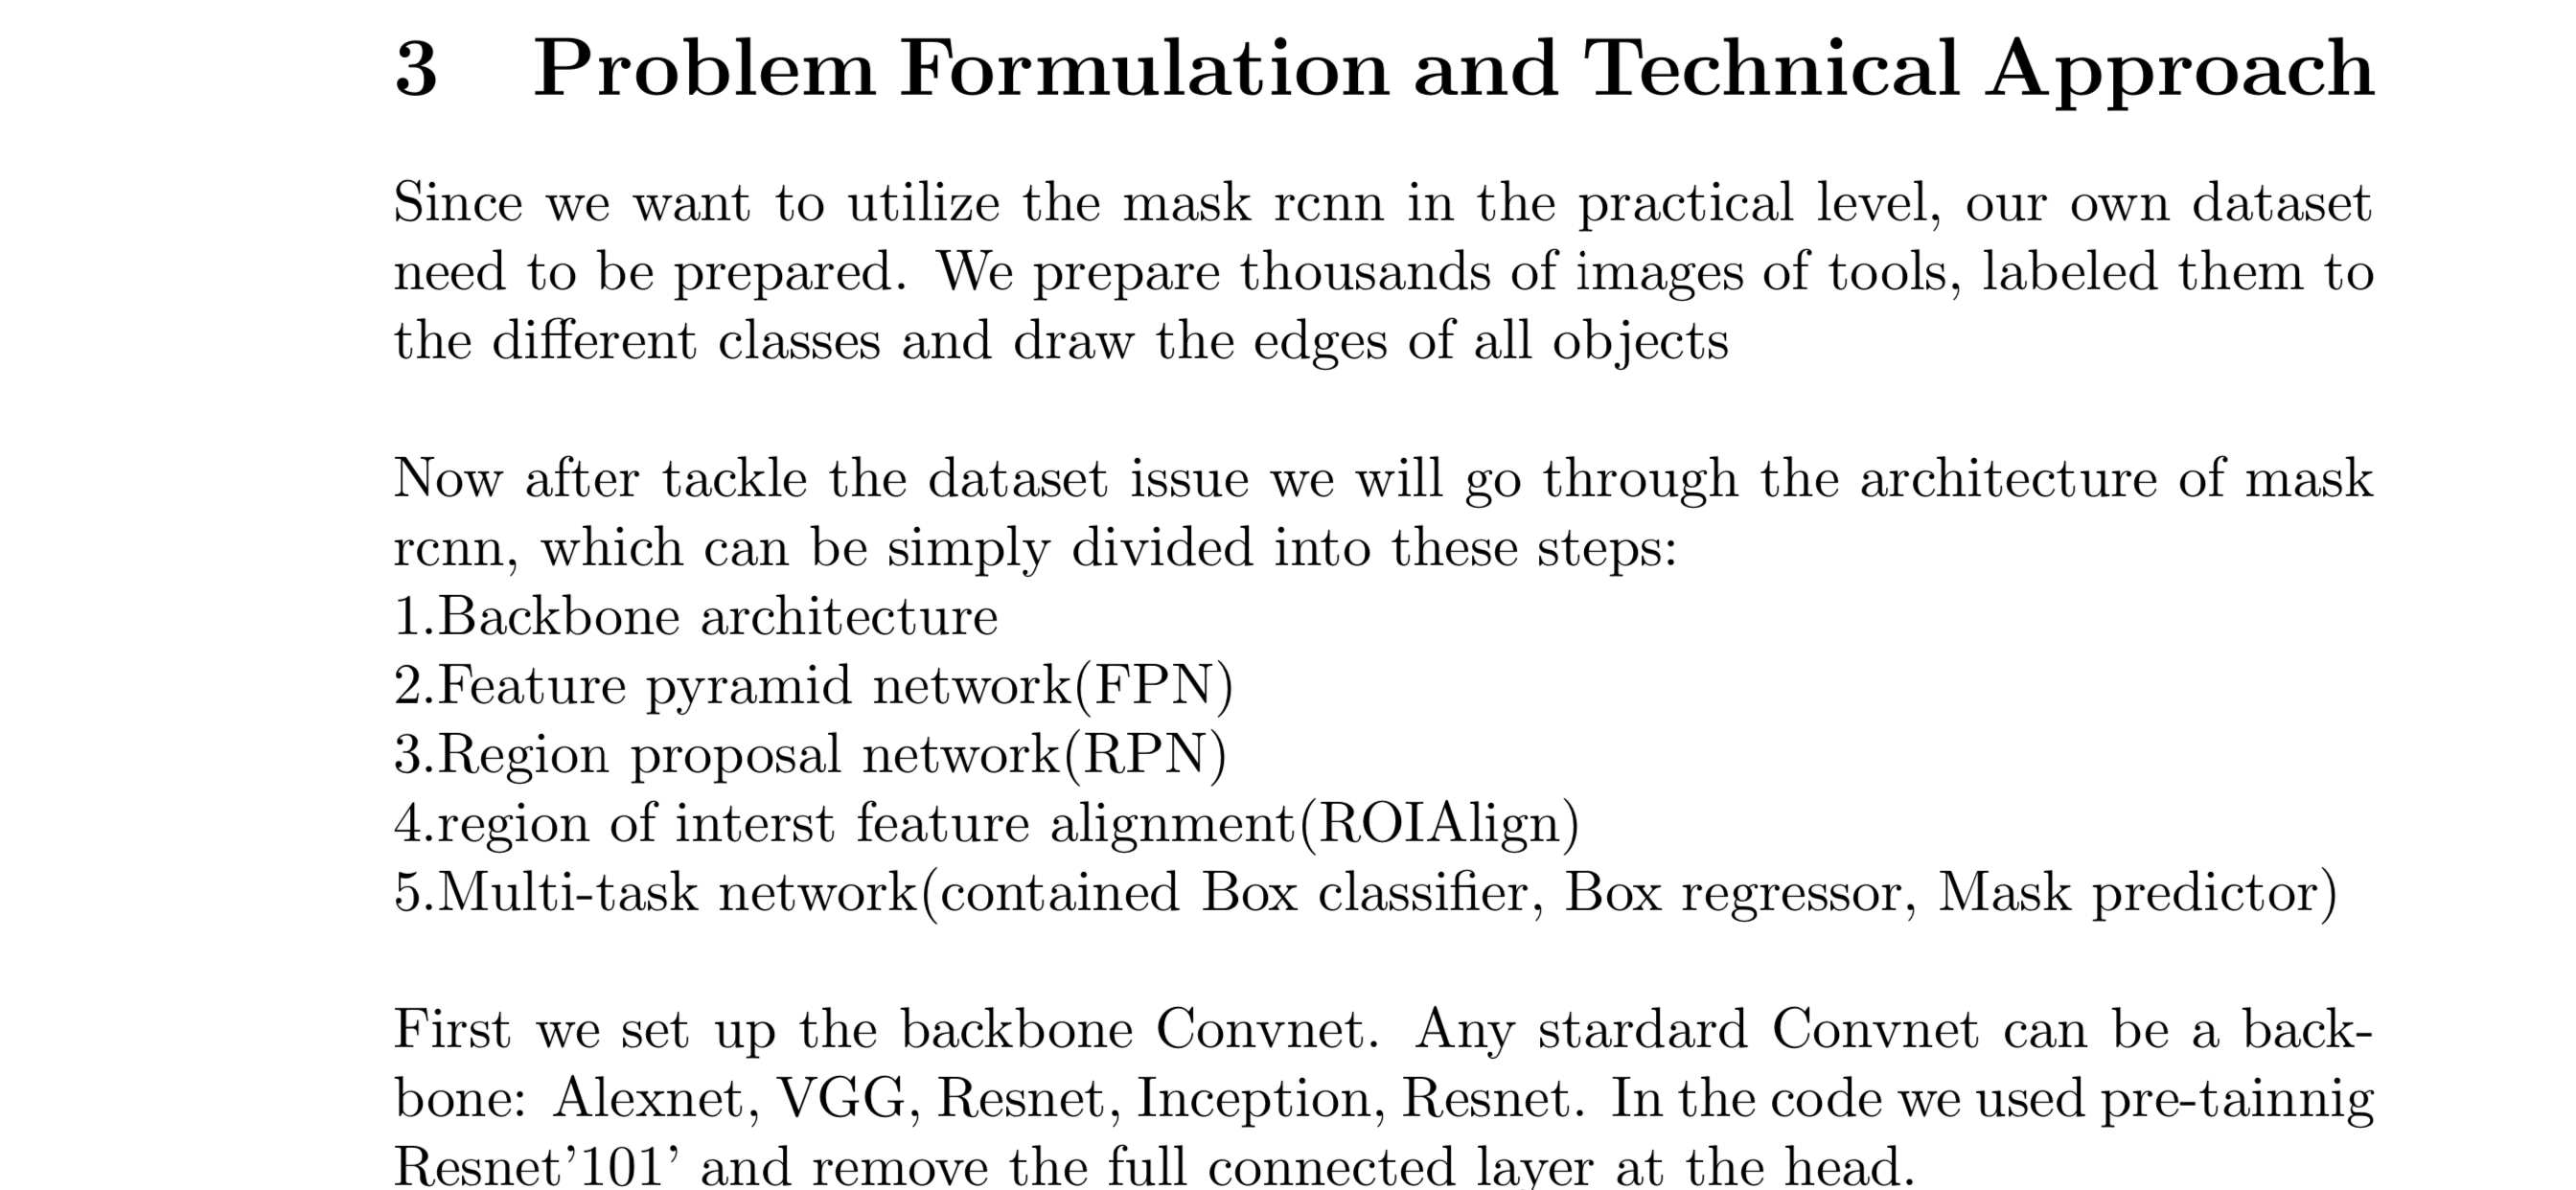 3 Problem Formulation and Technical Approach
Since we want to utilize the mask rcnn in the practical level, our own dataset
need to be prepared. We prepare thousands of images of tools, labeled them to
the different classes and draw the edges of all objects
Now after tackle the dataset issue we will go through the architecture of mask
rcnn, which can be simply divided into these steps:
1.Backbone architecture
2.Feature pyramid network(FPN)
3.Region proposal network(RPN)
4.region of interst feature alignment(ROIAlign)
5.Multi-task network(contained Box classifier, Box regressor, Mask predictor)
First we set up the backbone Convnet. Any stardard Convnet can be a back-
bone: Alexnet, VGG, Resnet, Inception, Resnet. In the code we used pre-tainnig
Resnet’101’ and remove the full connected layer at the head.